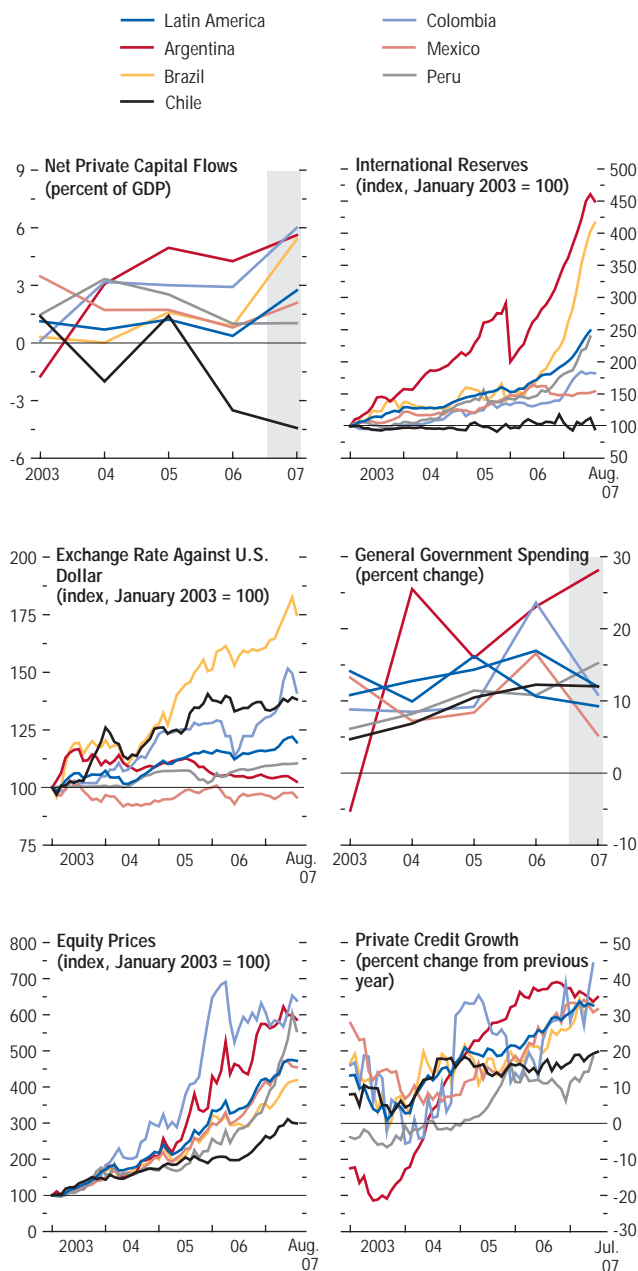 Latin America
Argentina
Brazil
Chile
Colombia
Mexico
Peru
Net Private Capital Flows
(percent of GDP)
9
6
3
0
-3
-6
2003 04 05 06 07
International Reserves
(index, January 2003 = 100)
500
450
400
350
300
250
200
150
100
50
2003 04 05 06 Aug.
07
Exchange Rate Against U.S.
Dollar
(index, January 2003 = 100)
200
175
150
125
100
75
2003 04 05 06 Aug.
07
General Government Spending
(percent change)
30
20
10
0
-10
2003 04 05 06 07
Equity Prices
(index, January 2003 = 100)
800
700
600
500
400
300
200
100
0
2003 04 05 06 Aug.
07
Private Credit Growth
(percent change from previous
year)
50
40
30
20
10
0
-10
-20
-30
2003 04 05 06 Jul.
07